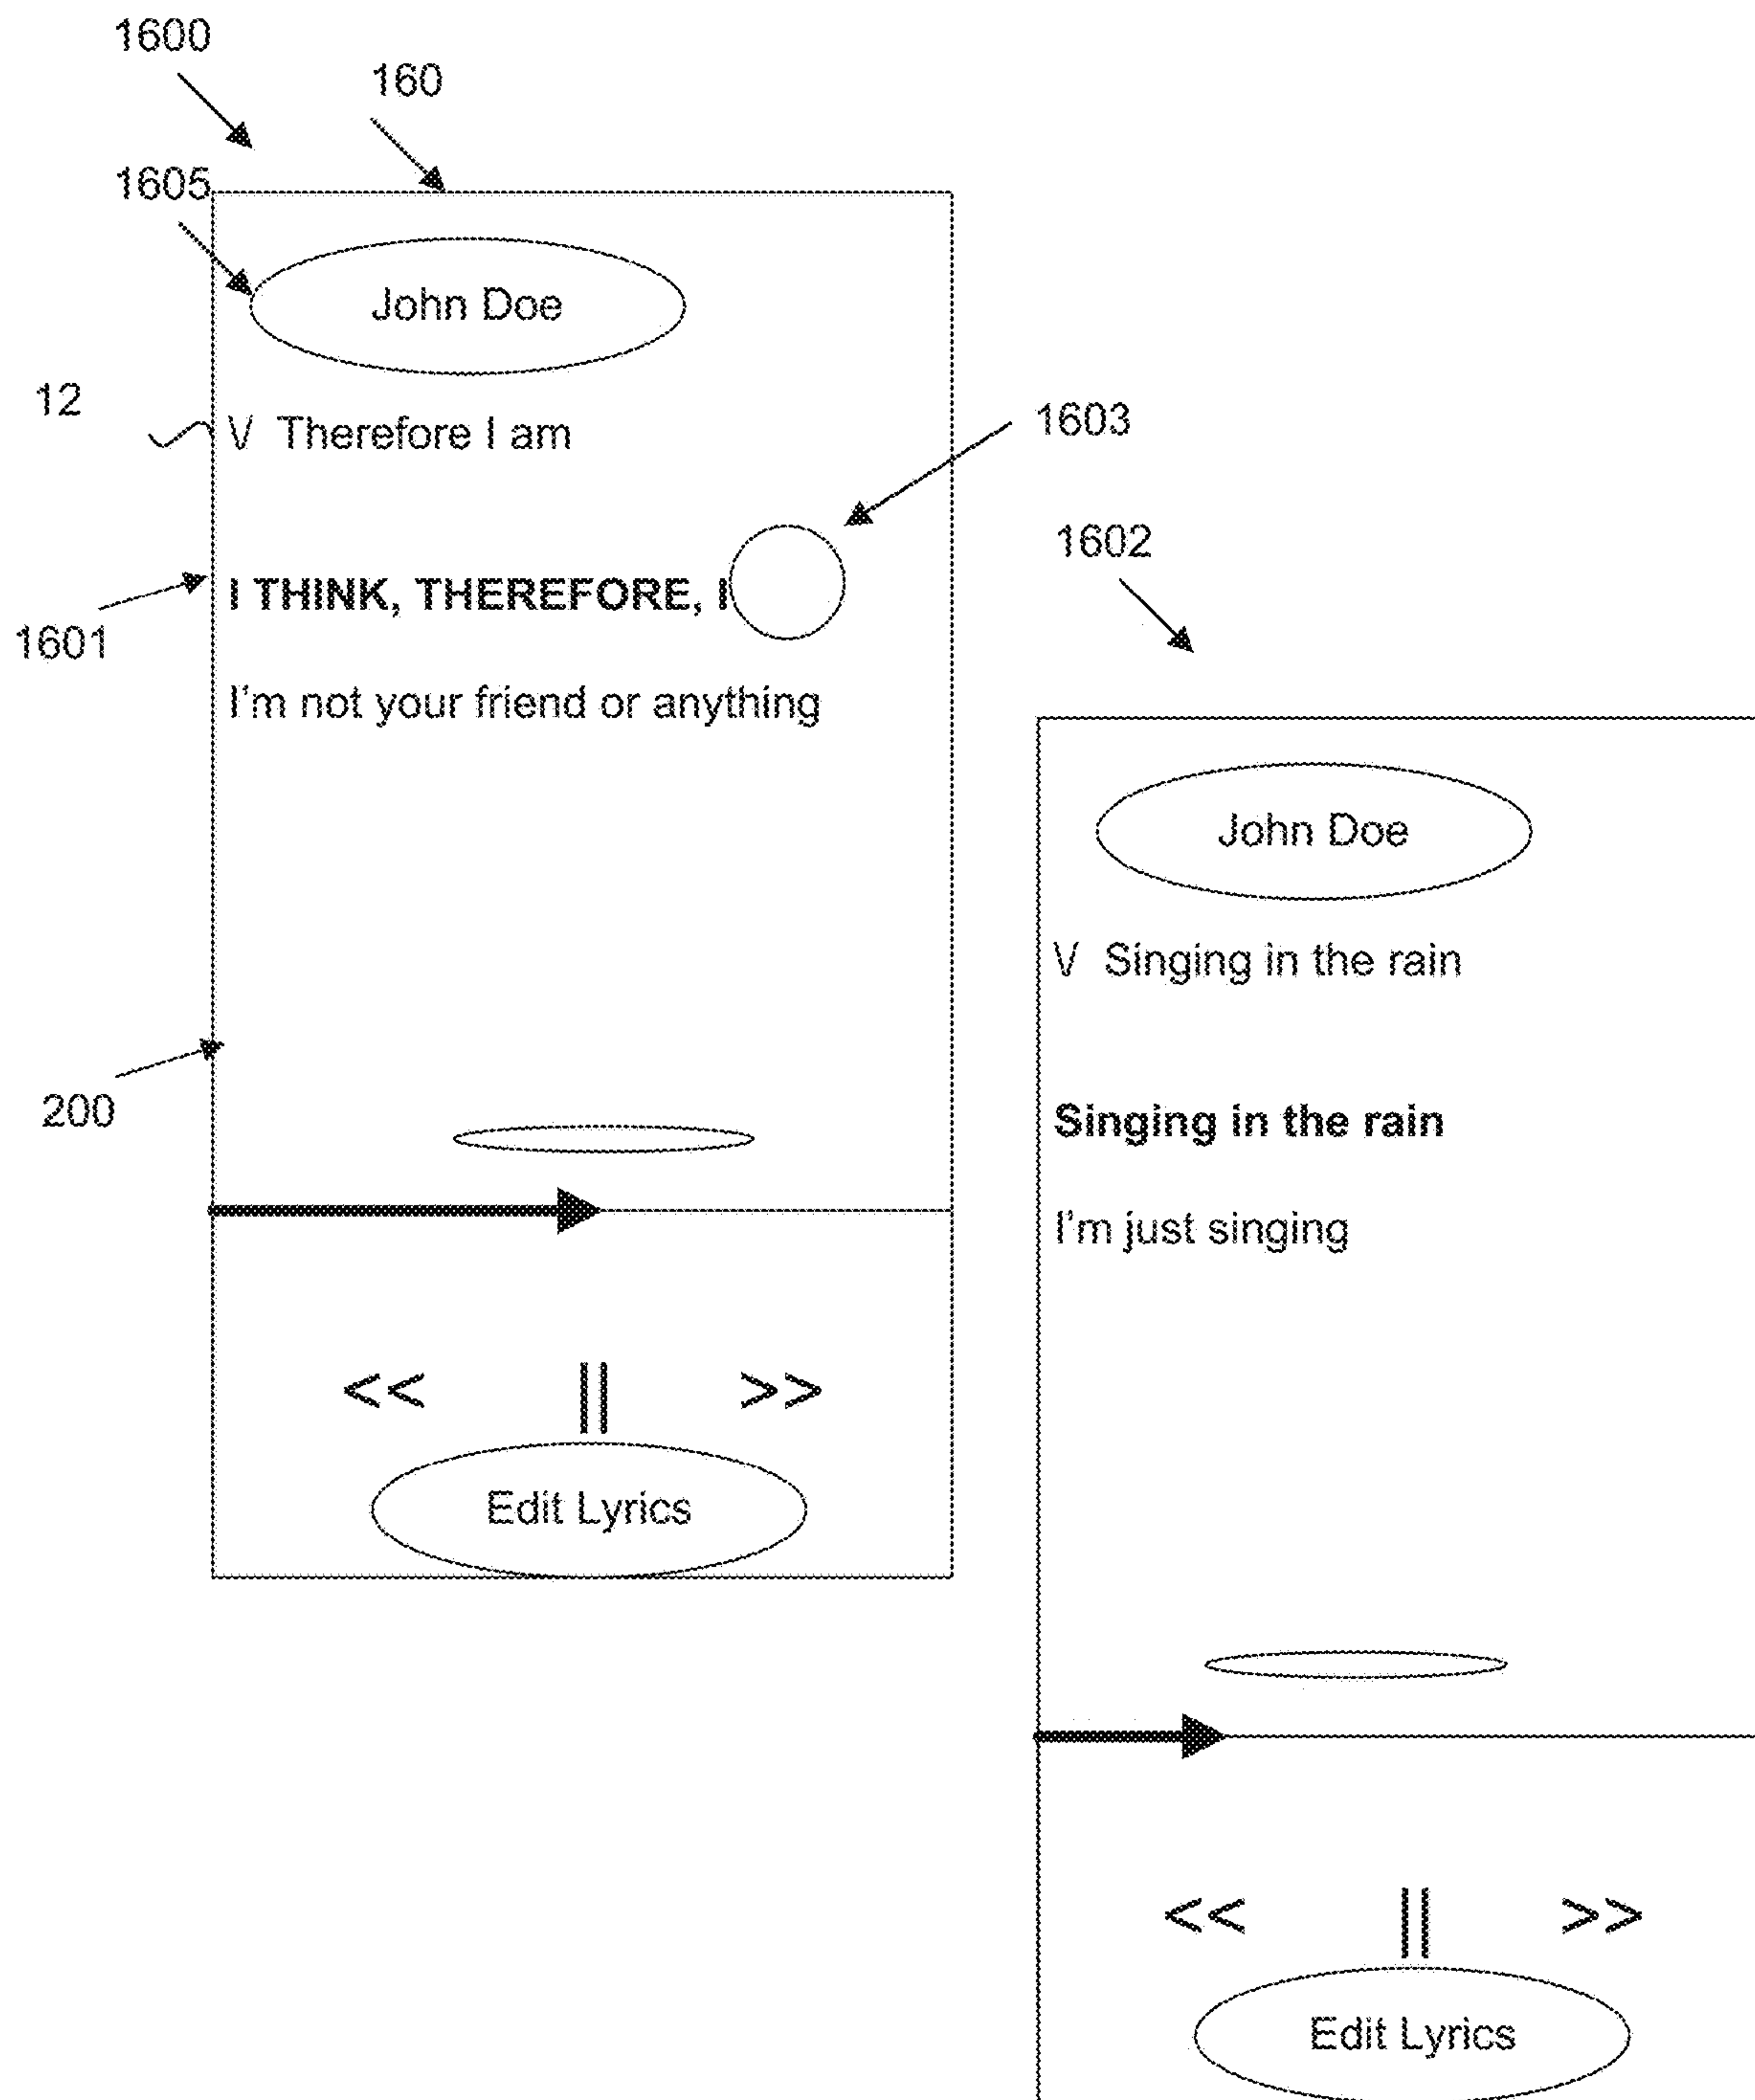 1600
160
1605
John Doe
12
V Therefore I am
1603
I THINK, THEREFORE, I
1601
I'm not your friend or anything
200
<< || >>
Edit Lyrics
1602
John Doe
V Singing in the rain
Singing in the rain
I'm just singing
<< || >>
Edit Lyrics